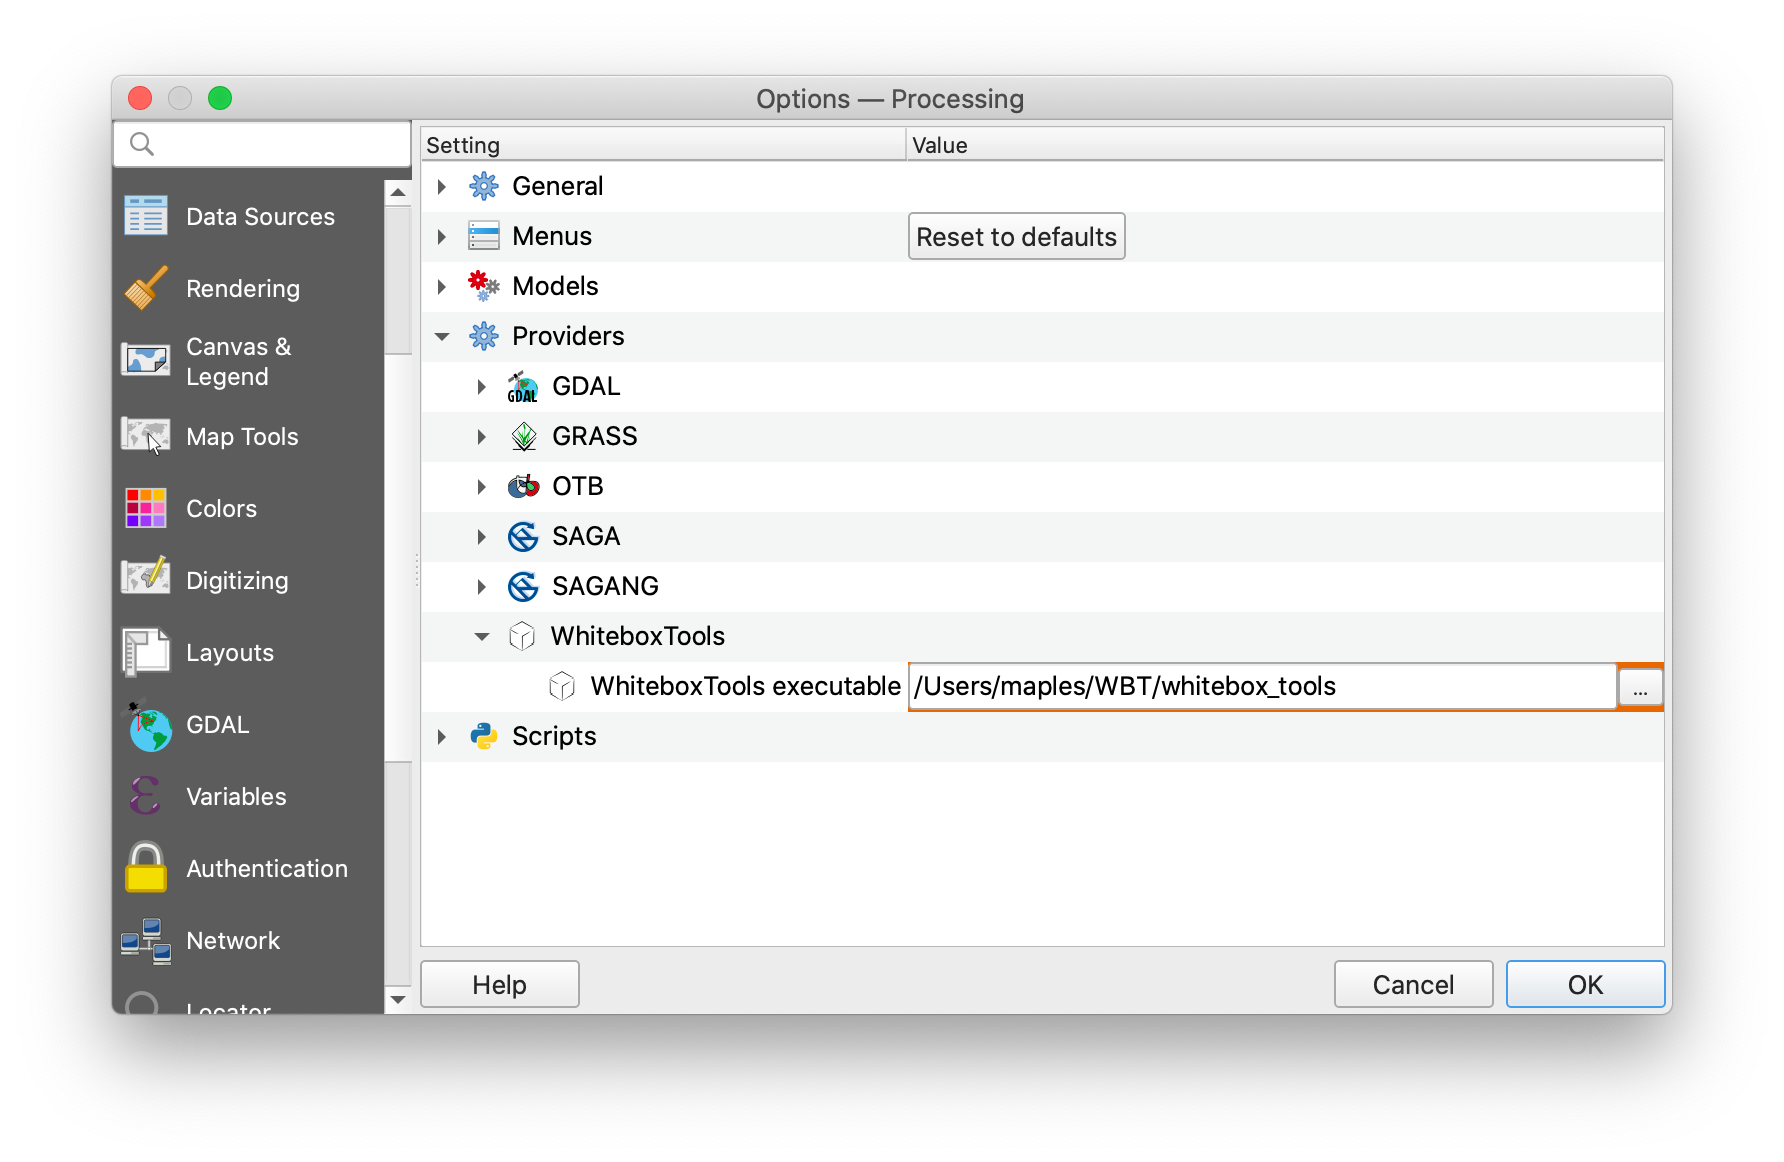 Options — Processing
Setting
Value
Data Sources
Rendering
Canvas &
Legend
Map Tools
Colors
Digitizing
Layouts
GDAL
Variables
Authentication
Network
Locator
General
Menus
Reset to defaults
Models
Providers
GDAL
GDAL
GRASS
OTB
SAGA
SAGANG
WhiteboxTools
WhiteboxTools executable
/Users/maples/WBT/whitebox_tools
...
Scripts
Help
Cancel
OK